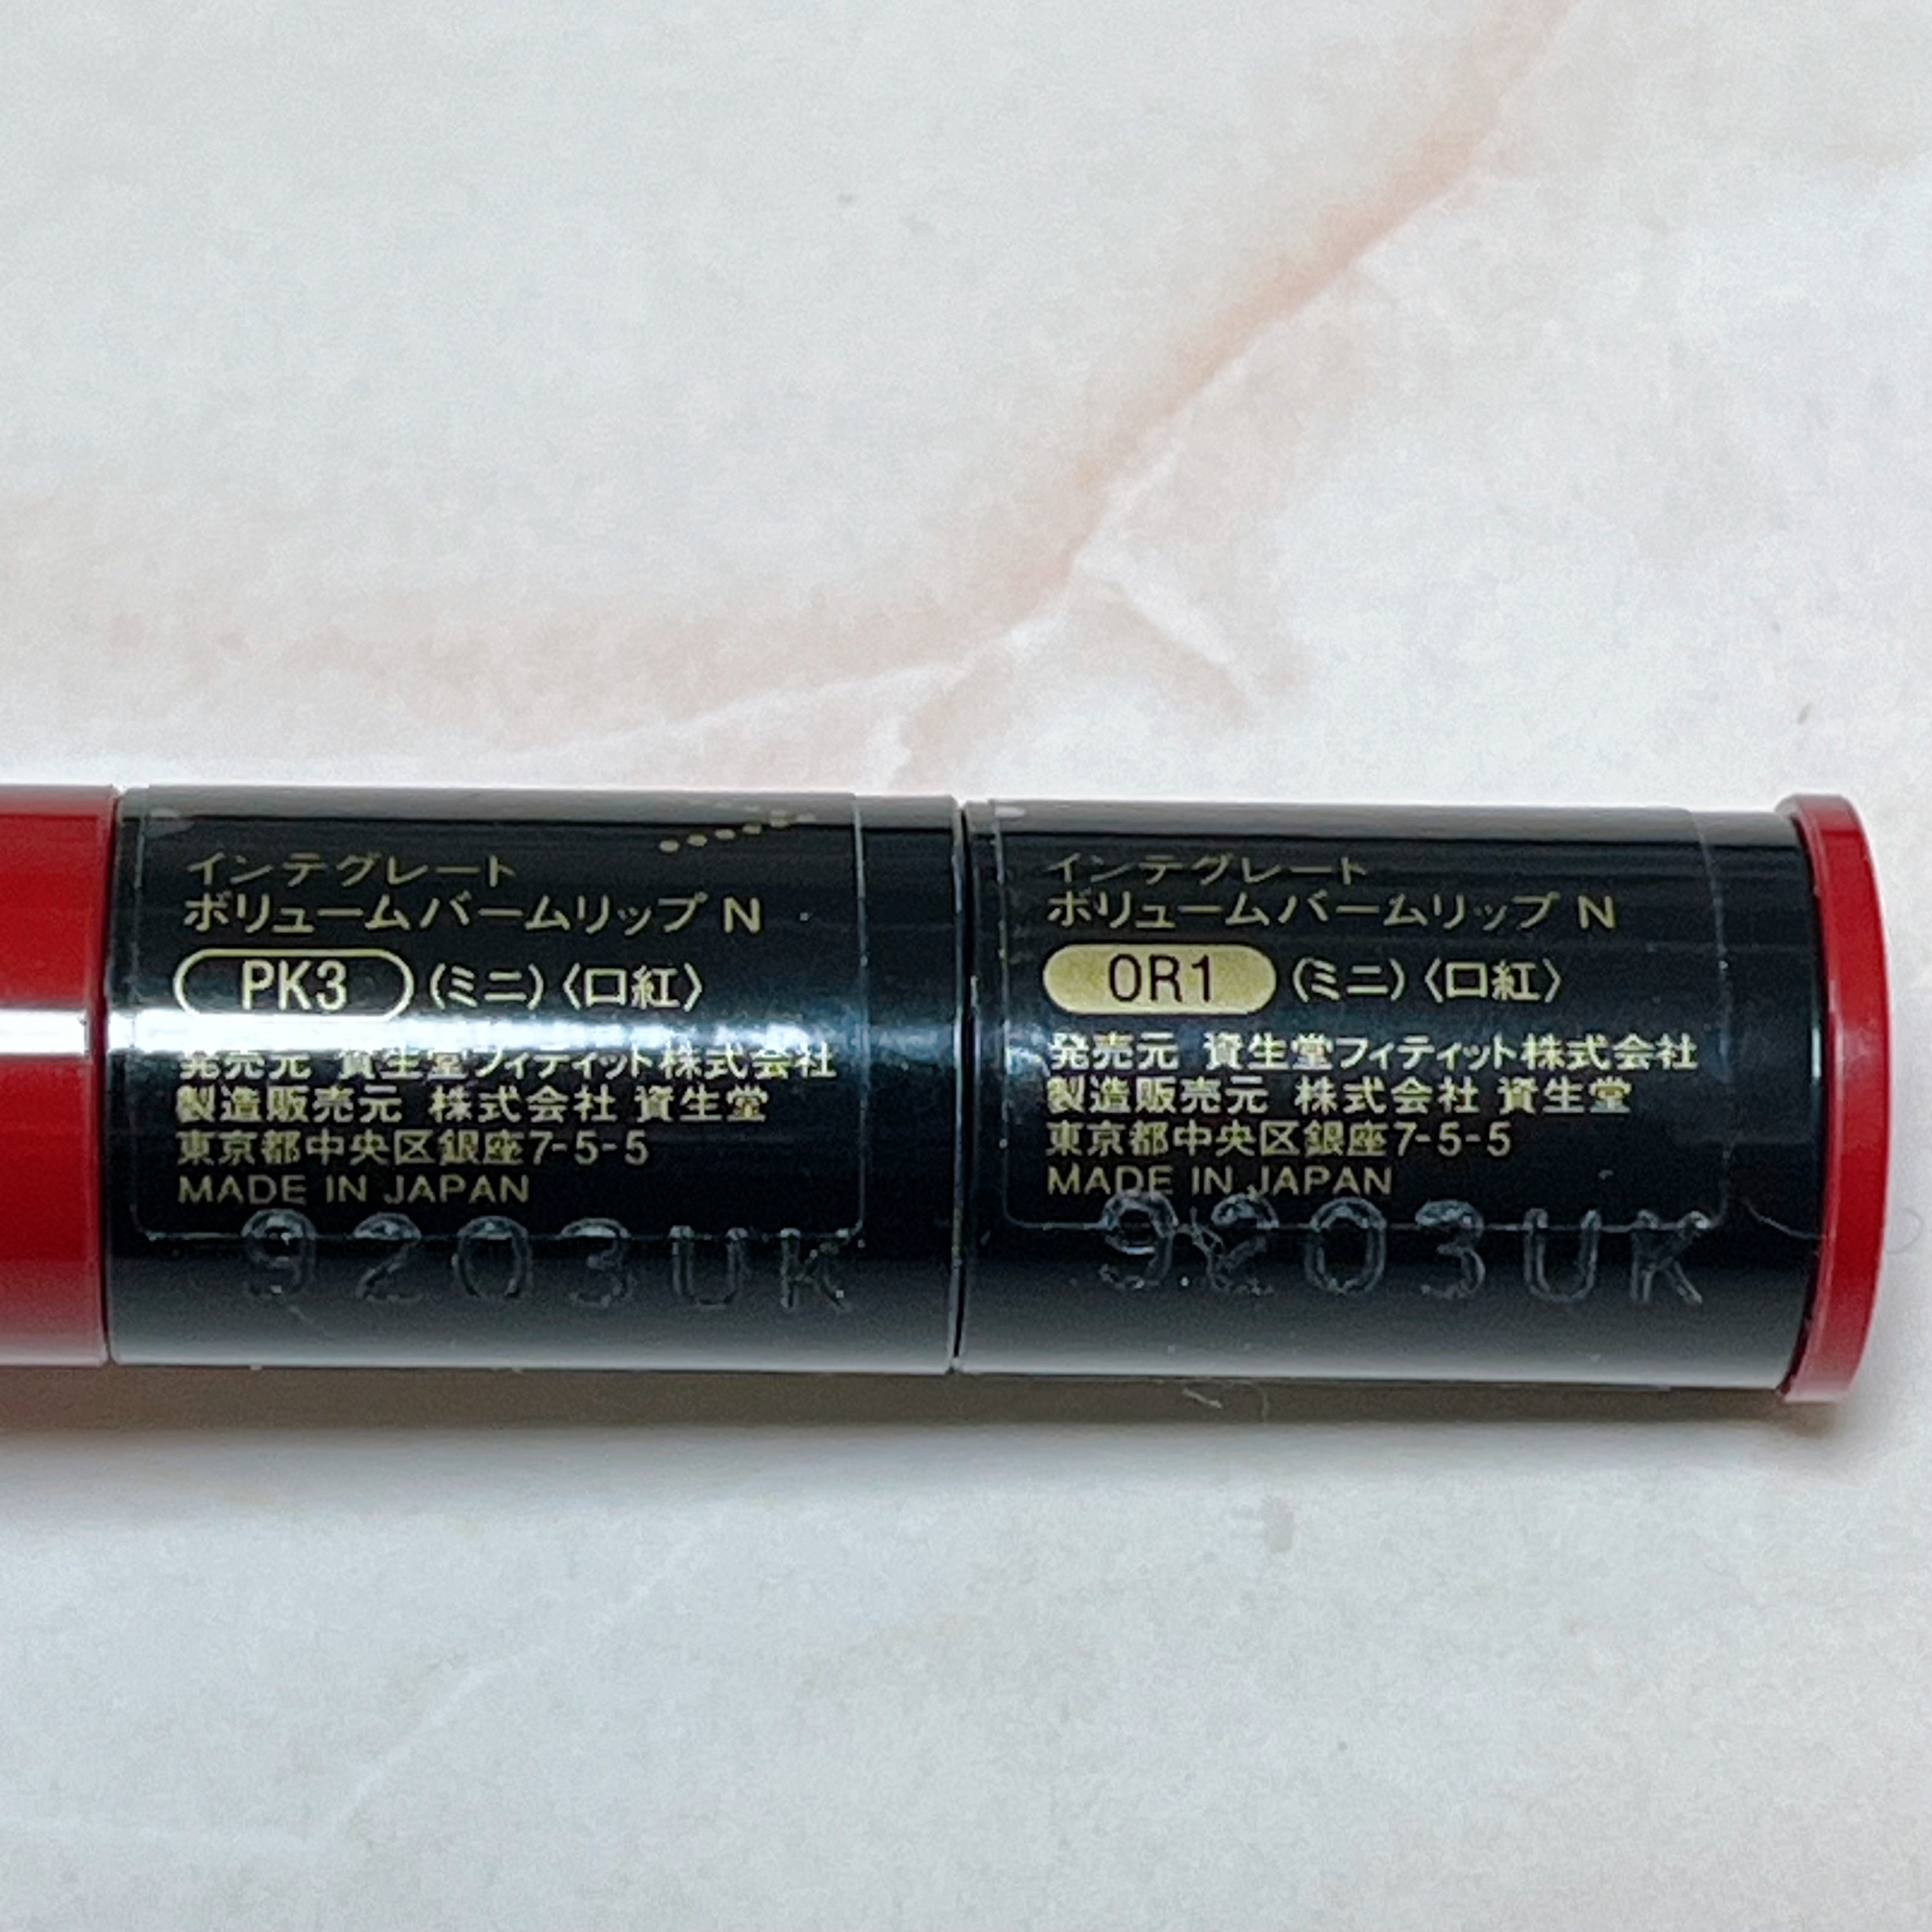 インテグレート
ボリュームバームリップ N
PK3 (ミニ) 〈口紅〉
発売元 資生堂フィティット株式会社
製造販売元 株式会社 資生堂
東京都中央区銀座7-5-5
MADE IN JAPAN
9203UK
インテグレート
ボリュームバームリップ N
OR1 (ミニ) 〈口紅〉
発売元 資生堂フィティット株式会社
製造販売元 株式会社 資生堂
東京都中央区銀座7-5-5
MADE IN JAPAN
9203UK